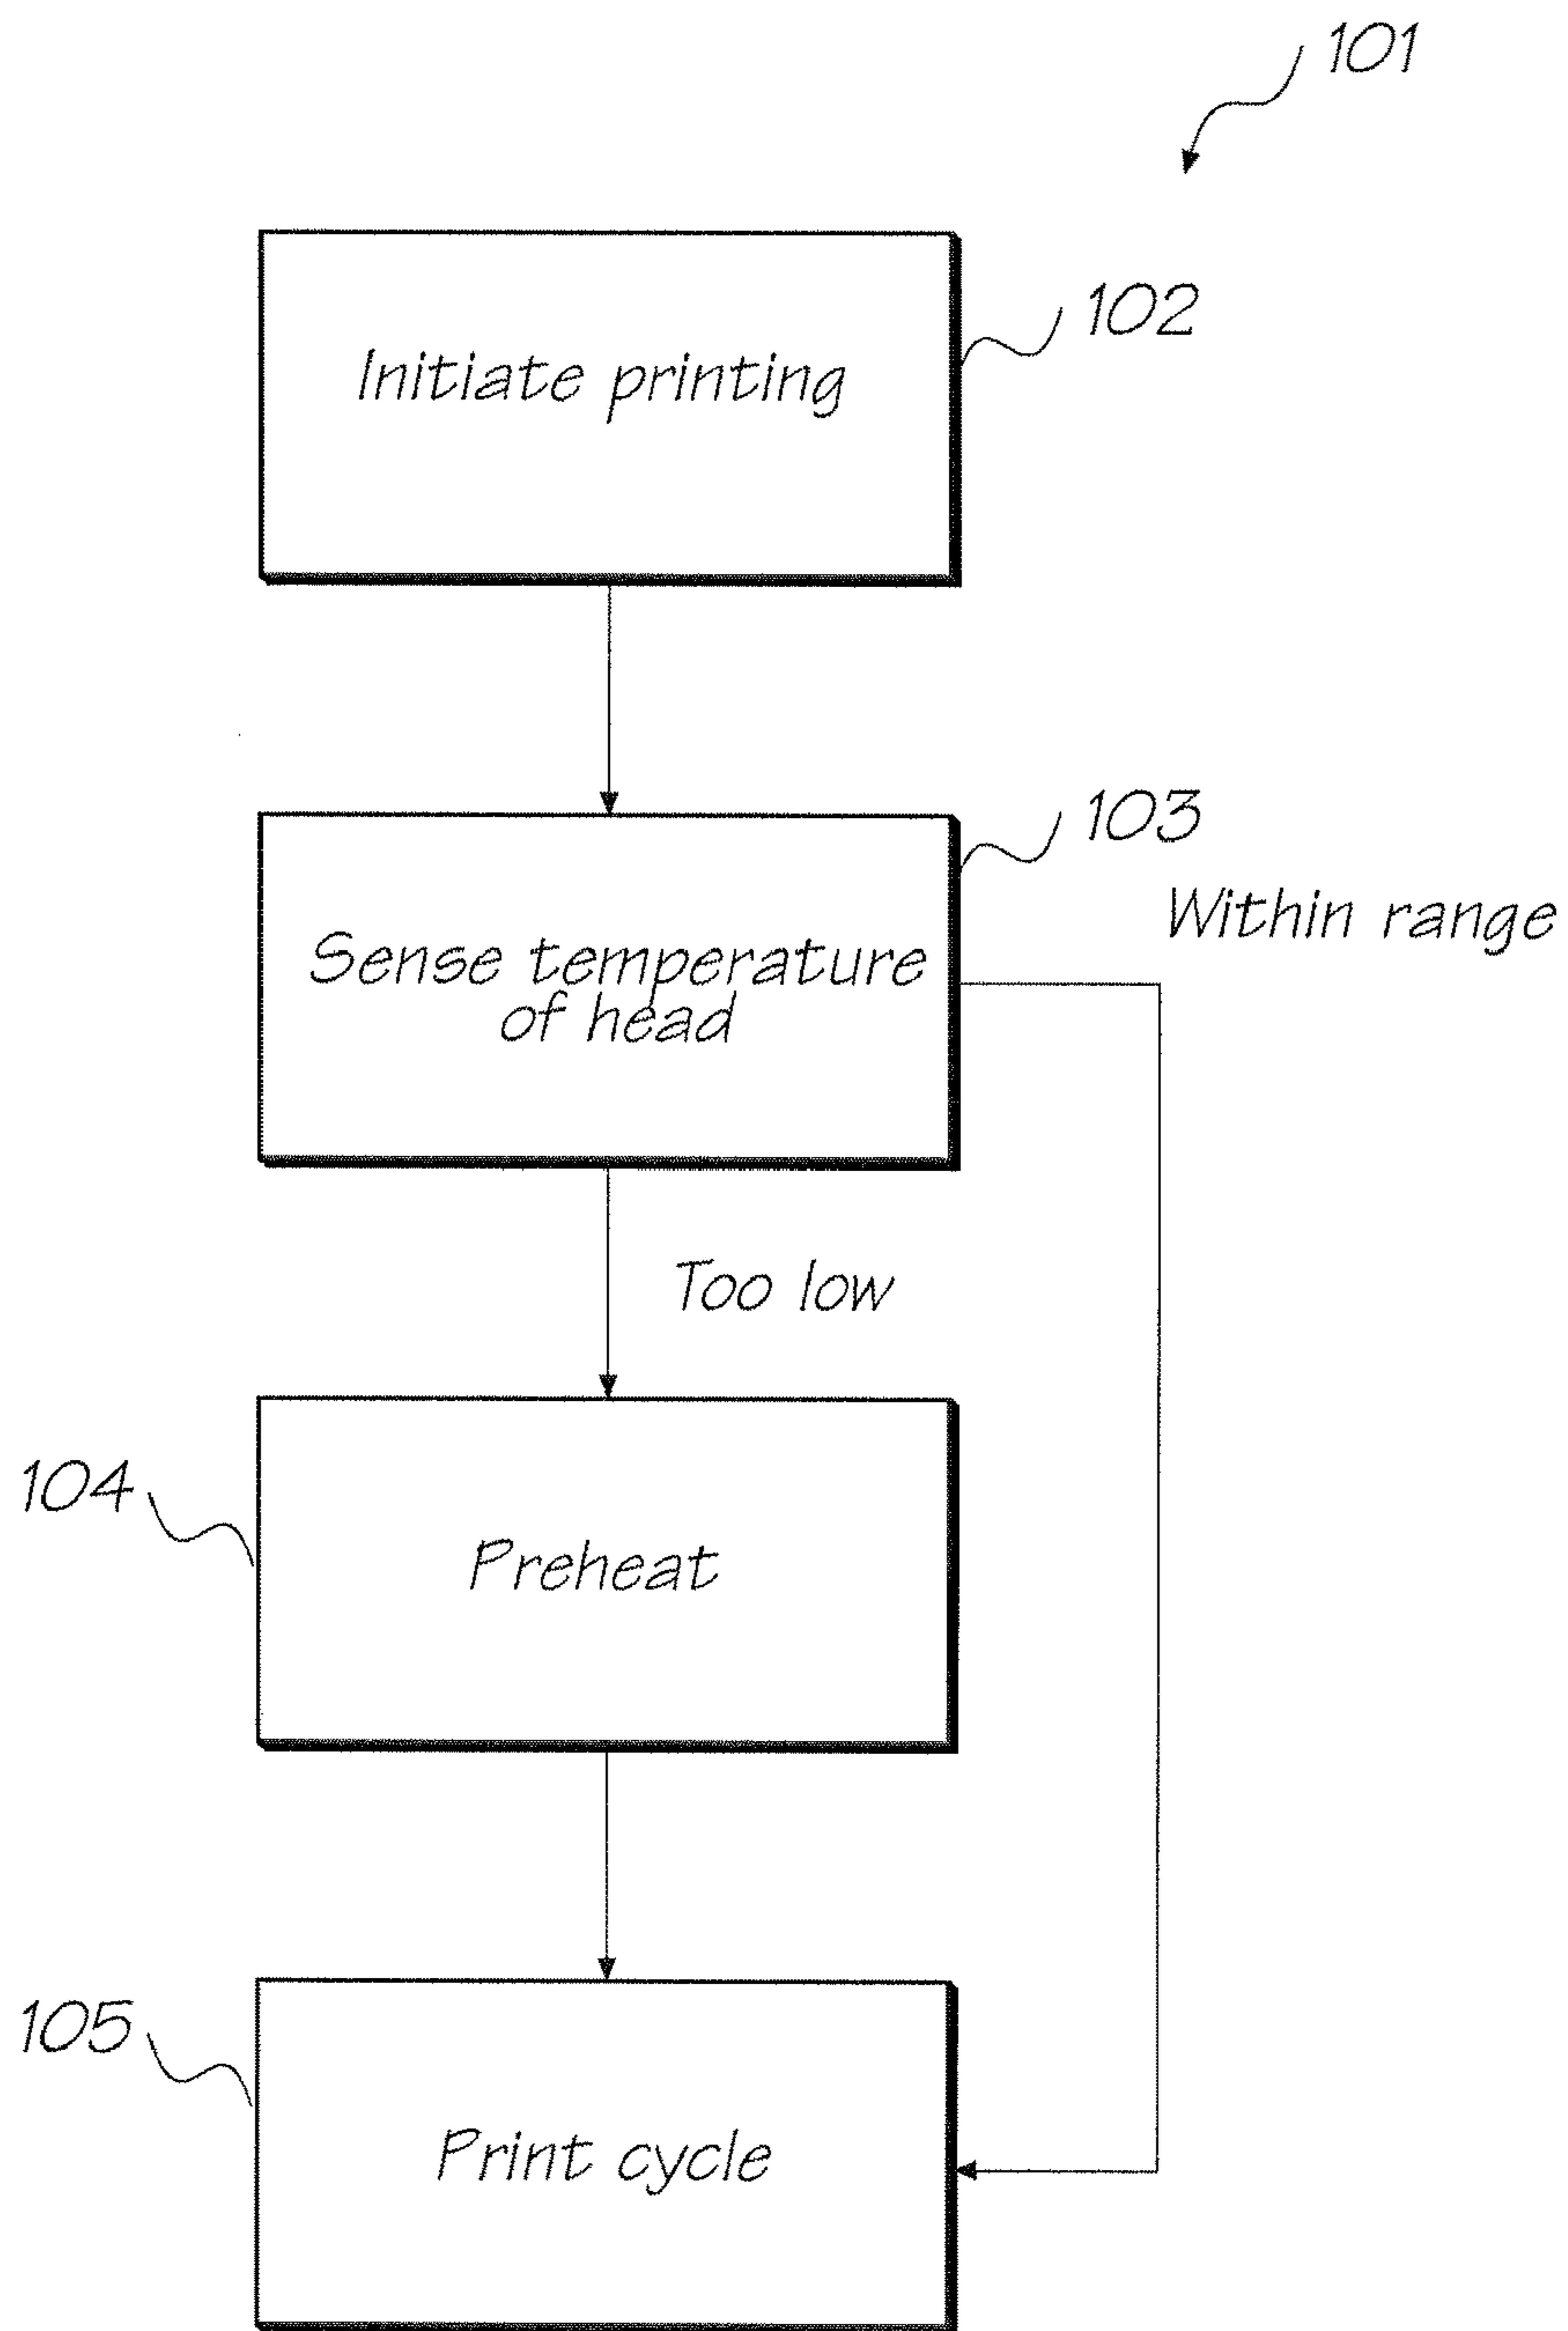 101
102
Initiate printing
103
Within range
Sense temperature
of head
Too low
104
Preheat
105
Print cycle